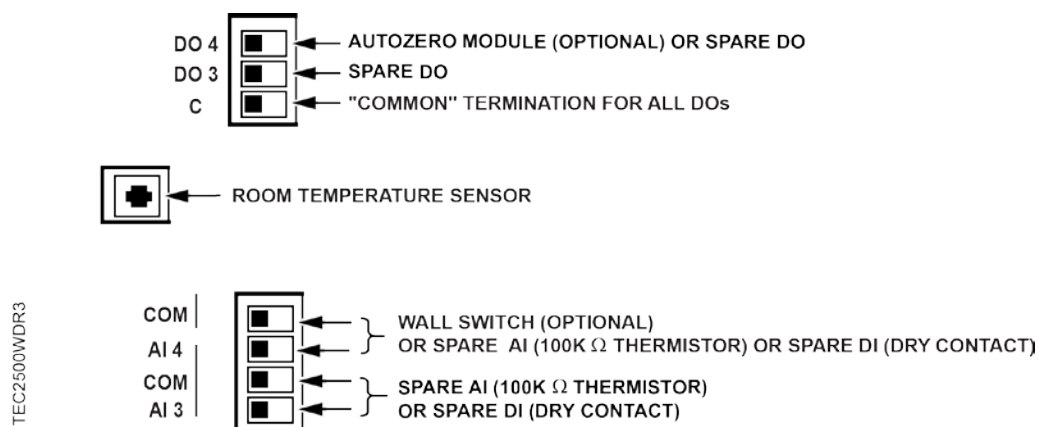 DO 4 AUTOZERO MODULE (OPTIONAL) OR SPARE DO
DO 3 SPARE DO
C "COMMON" TERMINATION FOR ALL DOs
ROOM TEMPERATURE SENSOR
COM WALL SWITCH (OPTIONAL)
AI 4 OR SPARE AI (100K Ω THERMISTOR) OR SPARE DI (DRY CONTACT)
COM SPARE AI (100K Ω THERMISTOR)
AI 3 OR SPARE DI (DRY CONTACT)
TEC2500WDR3